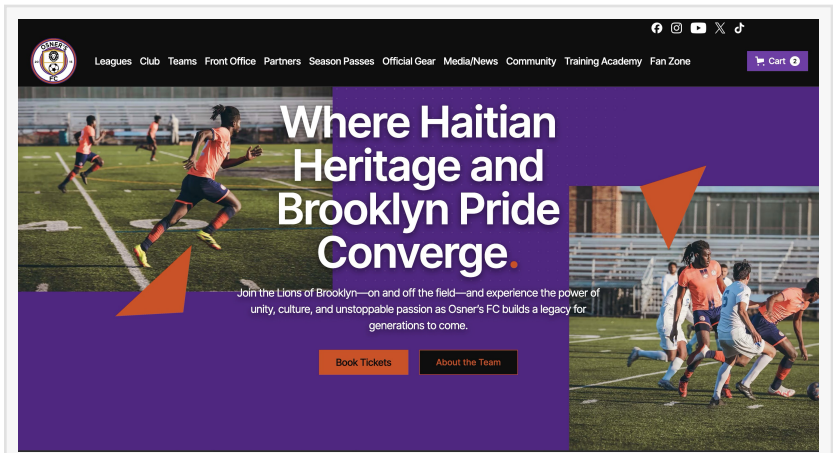 OSNER'S
FC
Leagues Club Teams Front Office Partners Season Passes Official Gear Media/News Community Training Academy Fan Zone
Cart 2
Where Haitian
Heritage and
Brooklyn Pride
Converge.
Join the Lions of Brooklyn—on and off the field—and experience the power of
unity, culture, and unstoppable passion as Osner's FC builds a legacy for
generations to come.
Book Tickets
About the Team